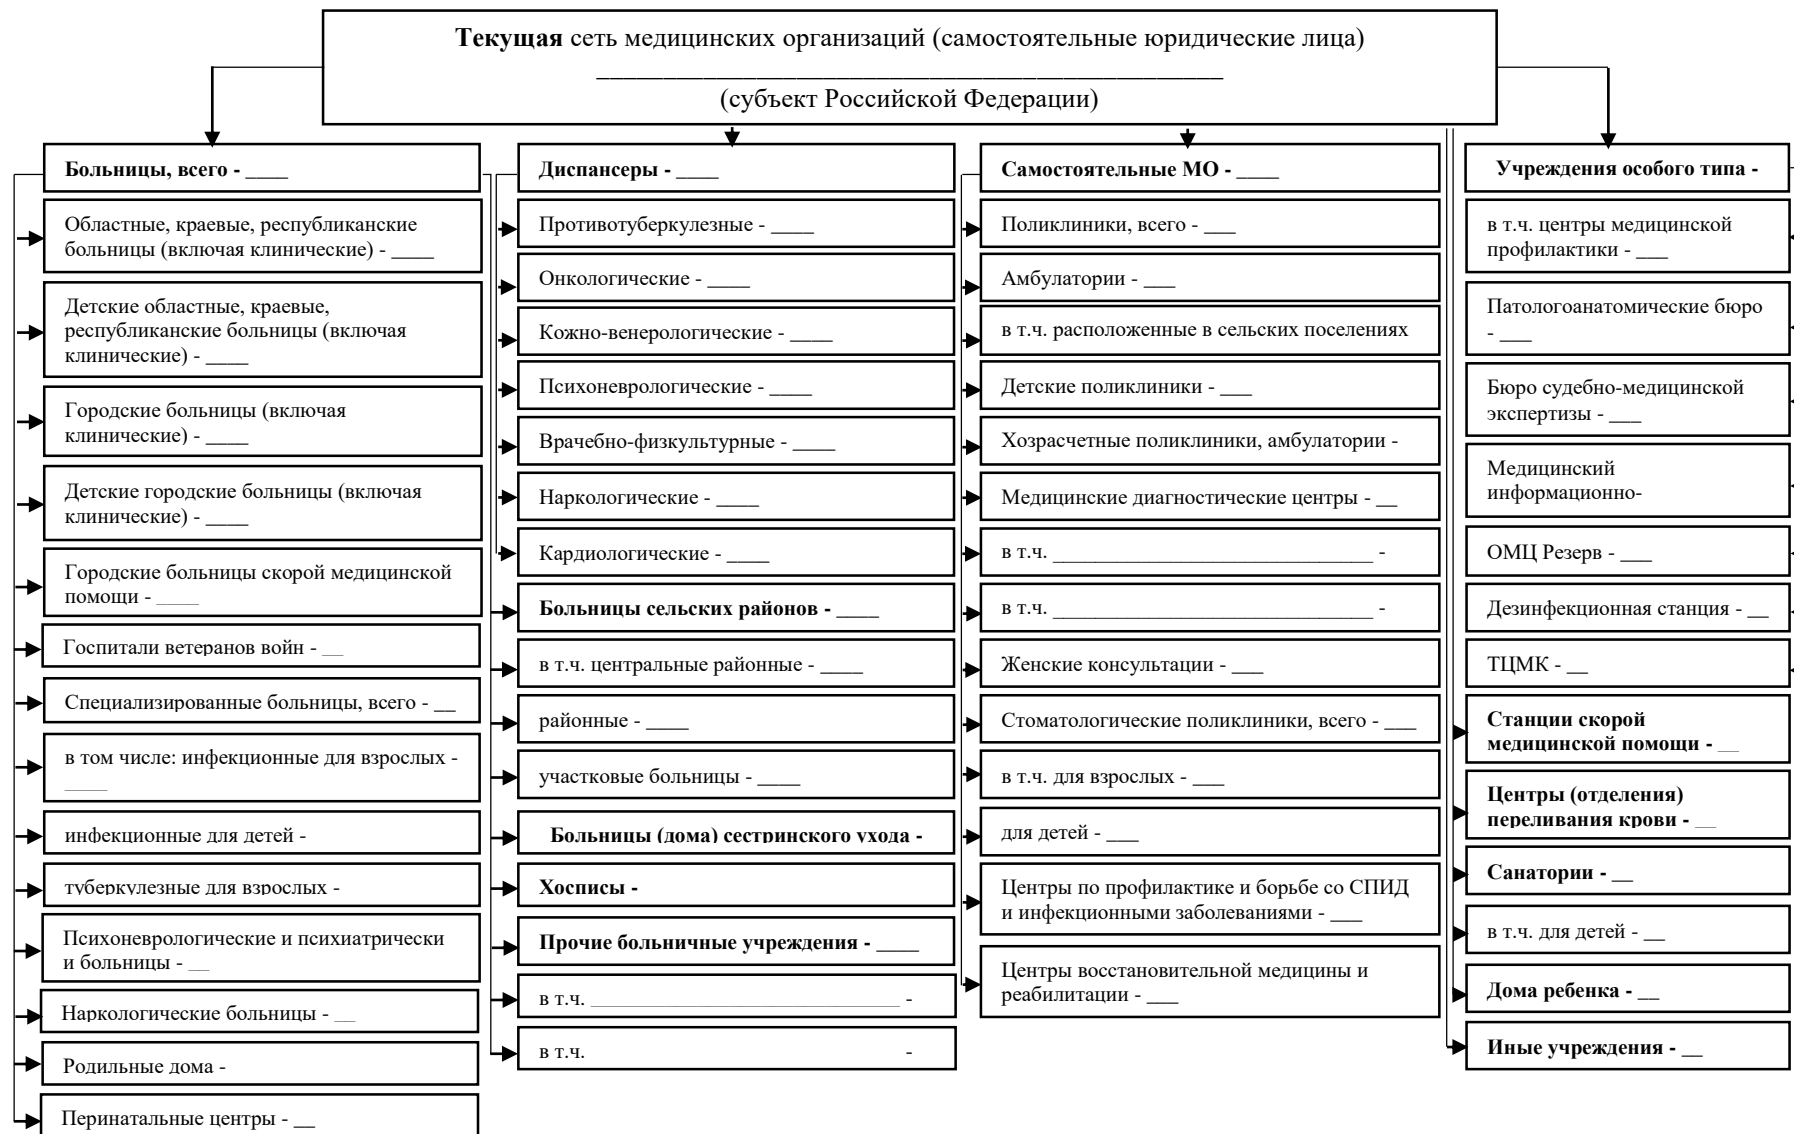 Текущая сеть медицинских организаций (самостоятельные юридические лица)
_______________________________________________
(субъект Российской Федерации)
Больницы, всего - ____
Областные, краевые, республиканские
больницы (включая клинические) - ____
Детские областные, краевые,
республиканские больницы (включая
клинические) - ____
Городские больницы (включая
клинические) - ____
Детские городские больницы (включая
клинические) - ____
Городские больницы скорой медицинской
помощи - ____
Госпитали ветеранов войн - __
Специализированные больницы, всего - __
в том числе: инфекционные для взрослых -
____
инфекционные для детей -
туберкулезные для взрослых -
Психоневрологические и психиатрически
и больницы - __
Наркологические больницы - __
Родильные дома -
Перинатальные центры - __
Диспансеры - ____
Противотуберкулезные - ____
Онкологические - ____
Кожно-венерологические - ____
Психоневрологические - ____
Врачебно-физкультурные - ____
Наркологические - ____
Кардиологические - ____
Больницы сельских районов - ____
в т.ч. центральные районные - ____
районные - ____
участковые больницы - ____
Больницы (дома) сестринского ухода -
Хосписы -
Прочие больничные учреждения - ____
в т.ч. _____________________________ -
в т.ч. -
Самостоятельные МО - ____
Поликлиники, всего - ___
Амбулатории - ___
в т.ч. расположенные в сельских поселениях
Детские поликлиники - ___
Хозрасчетные поликлиники, амбулатории -
Медицинские диагностические центры - __
в т.ч. ______________________________ -
в т.ч. ______________________________ -
Женские консультации - ___
Стоматологические поликлиники, всего - ___
в т.ч. для взрослых - ___
для детей - ___
Центры по профилактике и борьбе со СПИД
и инфекционными заболеваниями - ___
Центры восстановительной медицины и
реабилитации - ___
Учреждения особого типа -
в т.ч. центры медицинской
профилактики - ___
Патологоанатомические бюро
- ___
Бюро судебно-медицинской
экспертизы - ___
Медицинский
информационно-
ОМЦ Резерв - ___
Дезинфекционная станция - __
ТЦМК - __
Станции скорой
медицинской помощи - __
Центры (отделения)
переливания крови - __
Санатории - __
в т.ч. для детей - __
Дома ребенка - __
Иные учреждения - __